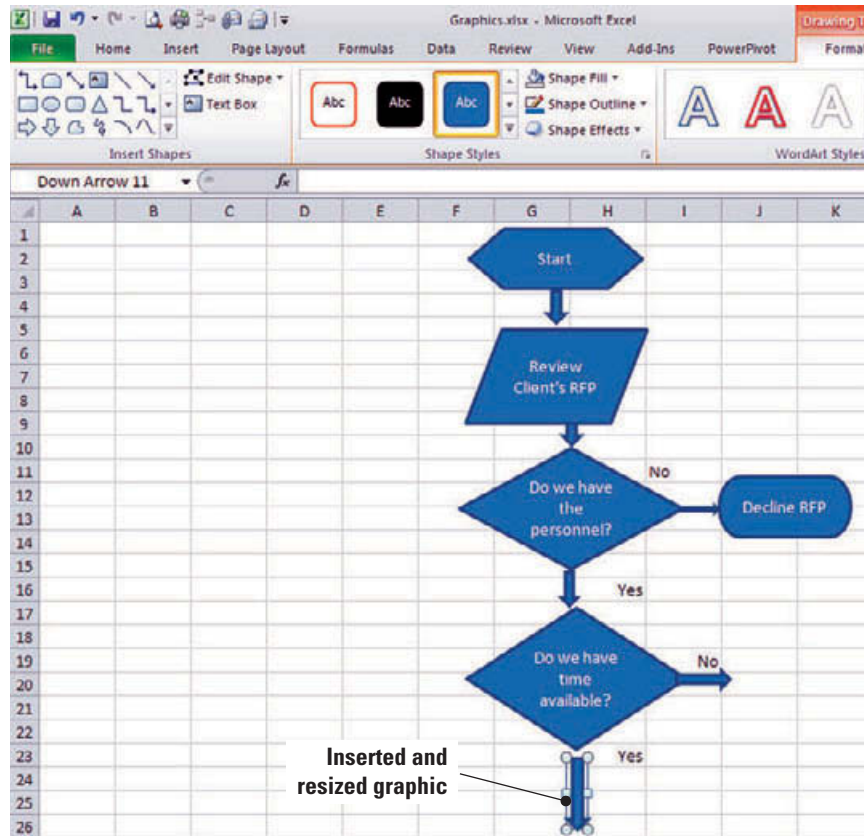 Graphics.xlsx - Microsoft Excel
Drawing T
File Home Insert Page Layout Formulas Data Review View Add-Ins PowerPivot Forma
Edit Shape
Text Box
Abc Abc Abc
Shape Fill
Shape Outline
Shape Effects
A A A
Insert Shapes Shape Styles WordArt Styles
Down Arrow 11 fx
A B C D E F G H I J K
1
2
3
4
5
6
7
8
9
10
11
12
13
14
15
16
17
18
19
20
21
22
23
24
25
26
Start
Review
Client's RFP
Do we have
the
personnel?
No
Decline RFP
Yes
Do we have
time
available?
No
Yes
Inserted and
resized graphic